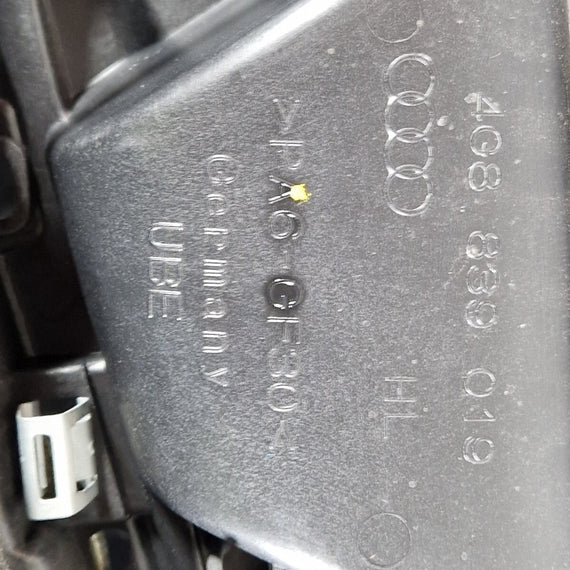 4G8 839 019
HL
>PA6-GF30<
Germany
UBE